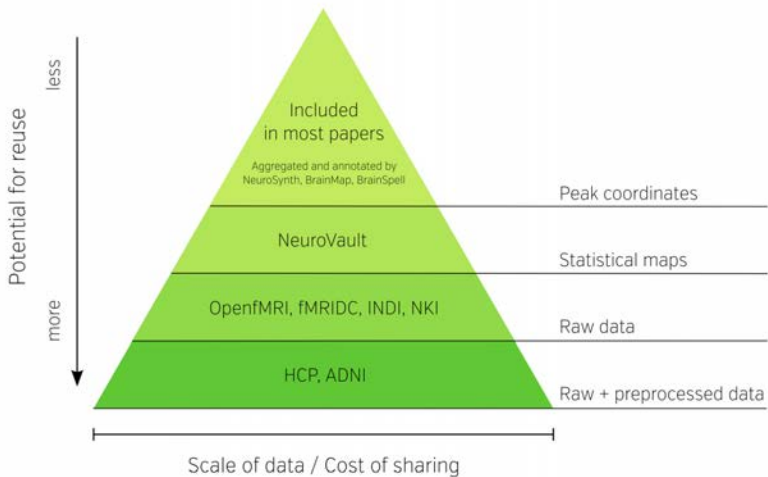 less
Potential for reuse
more
Included
in most papers
Aggregated and annotated by
NeuroSynth, BrainMap, BrainSpell
Peak coordinates
NeuroVault
Statistical maps
OpenfMRI, fMRIDC, INDI, NKI
Raw data
HCP, ADNI
Raw + preprocessed data
Scale of data / Cost of sharing